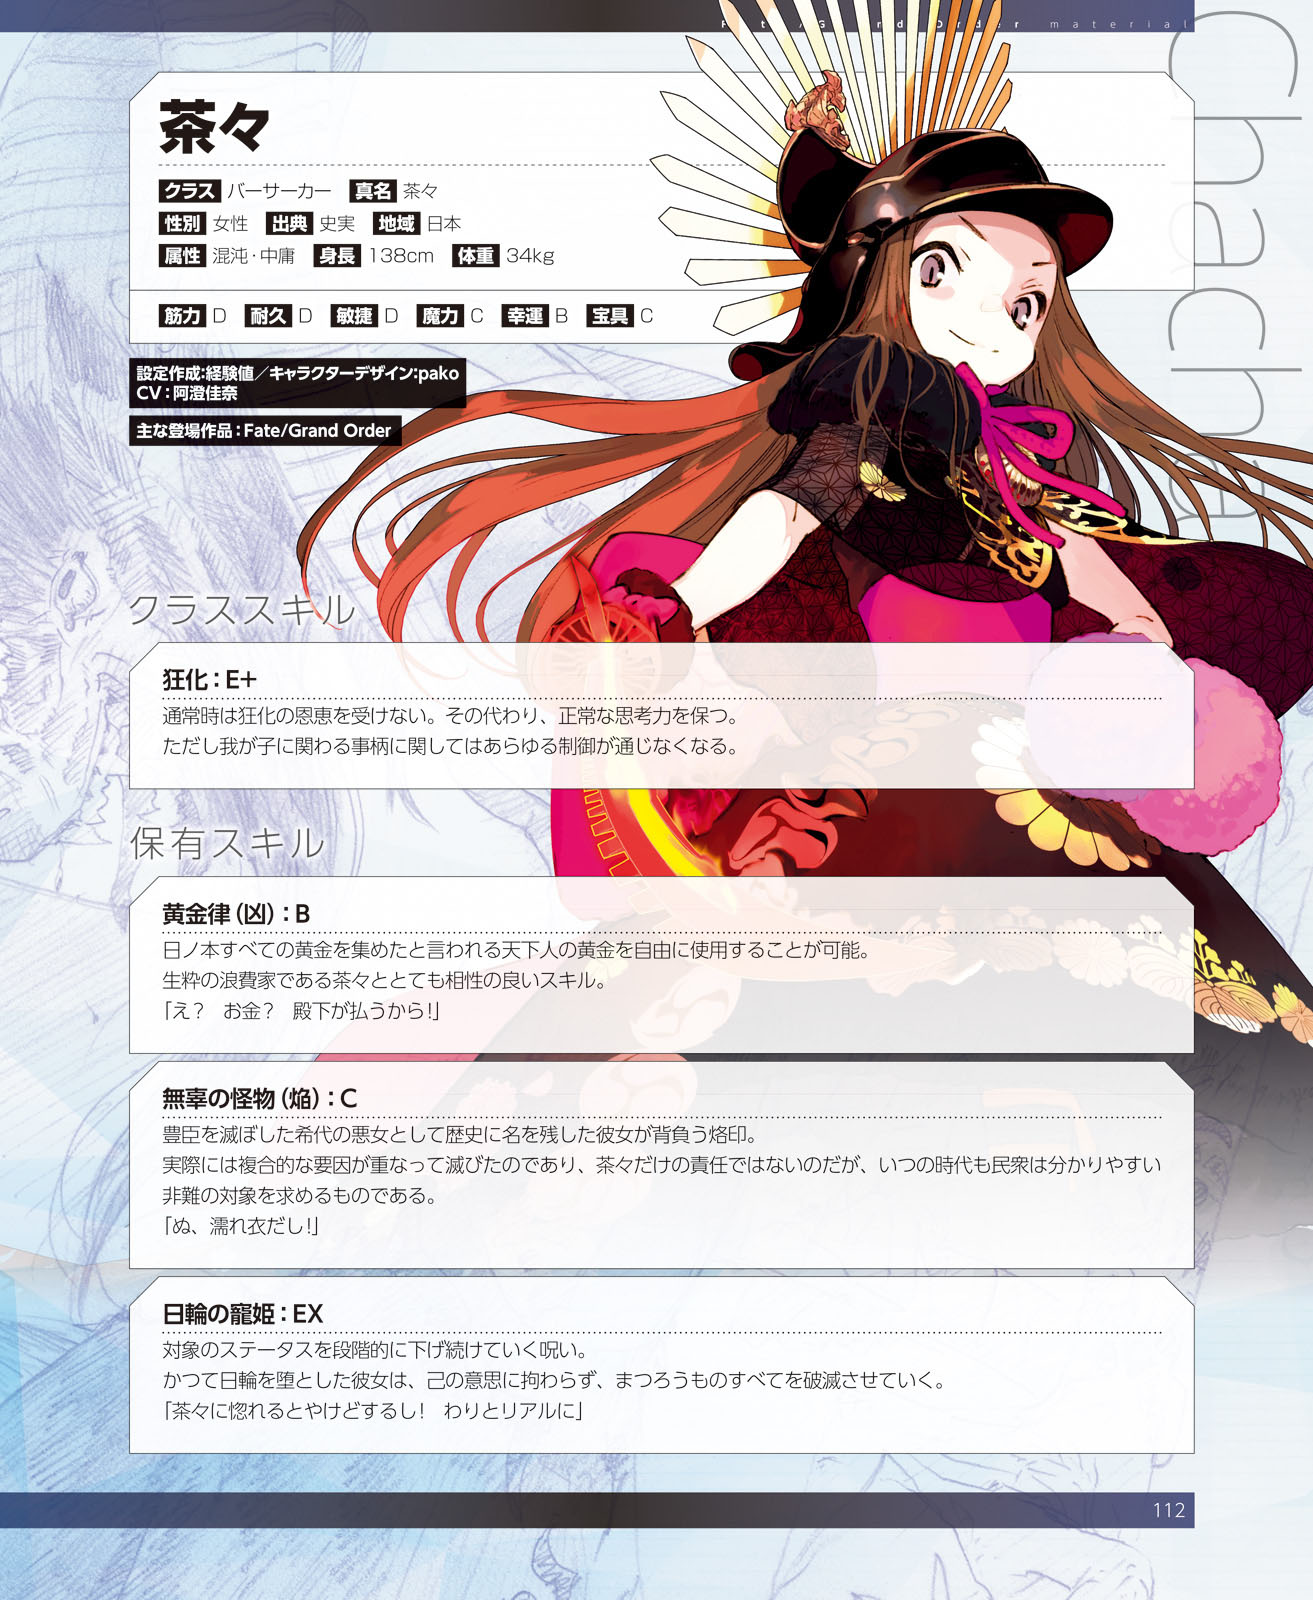 Fate/Grand Order material
Chacha
茶々
クラス バーサーカー 真名 茶々
性別 女性 出典 史実 地域 日本
属性 混沌・中庸 身長 138cm 体重 34kg
筋力 D 耐久 D 敏捷 D 魔力 C 幸運 B 宝具 C
設定作成:経験値／キャラクターデザイン:pako
CV:阿澄佳奈
主な登場作品:Fate/Grand Order
クラススキル
狂化:E+
通常時は狂化の恩恵を受けない。その代わり、正常な思考力を保つ。
ただし我が子に関わる事柄に関してはあらゆる制御が通じなくなる。
保有スキル
黄金律(凶):B
日ノ本すべての黄金を集めたと言われる天下人の黄金を自由に使用することが可能。
生粋の浪費家である茶々ととても相性の良いスキル。
「え？　お金？　殿下が払うから!」
無辜の怪物(焔):C
豊臣を滅ぼした希代の悪女として歴史に名を残した彼女が背負う烙印。
実際には複合的な要因が重なって滅びたのであり、茶々だけの責任ではないのだが、いつの時代も民衆は分かりやすい
非難の対象を求めるものである。
「ぬ、濡れ衣だし!」
日輪の寵姫:EX
対象のステータスを段階的に下げ続けていく呪い。
かつて日輪を堕とした彼女は、己の意思に拘わらず、まつろうものすべてを破滅させていく。
「茶々に惚れるとやけどするし！　わりとリアルに」
112